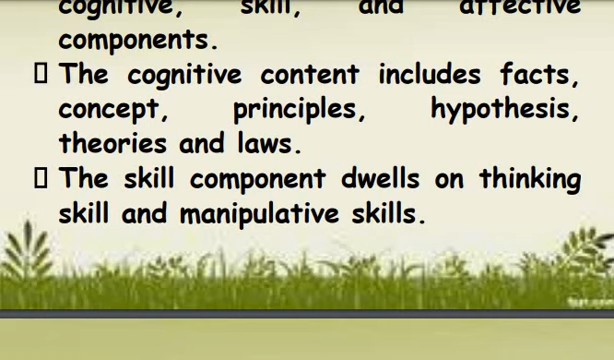 cognitive, skill, and affective
components.
The cognitive content includes facts,
concept, principles, hypothesis,
theories and laws.
The skill component dwells on thinking
skill and manipulative skills.